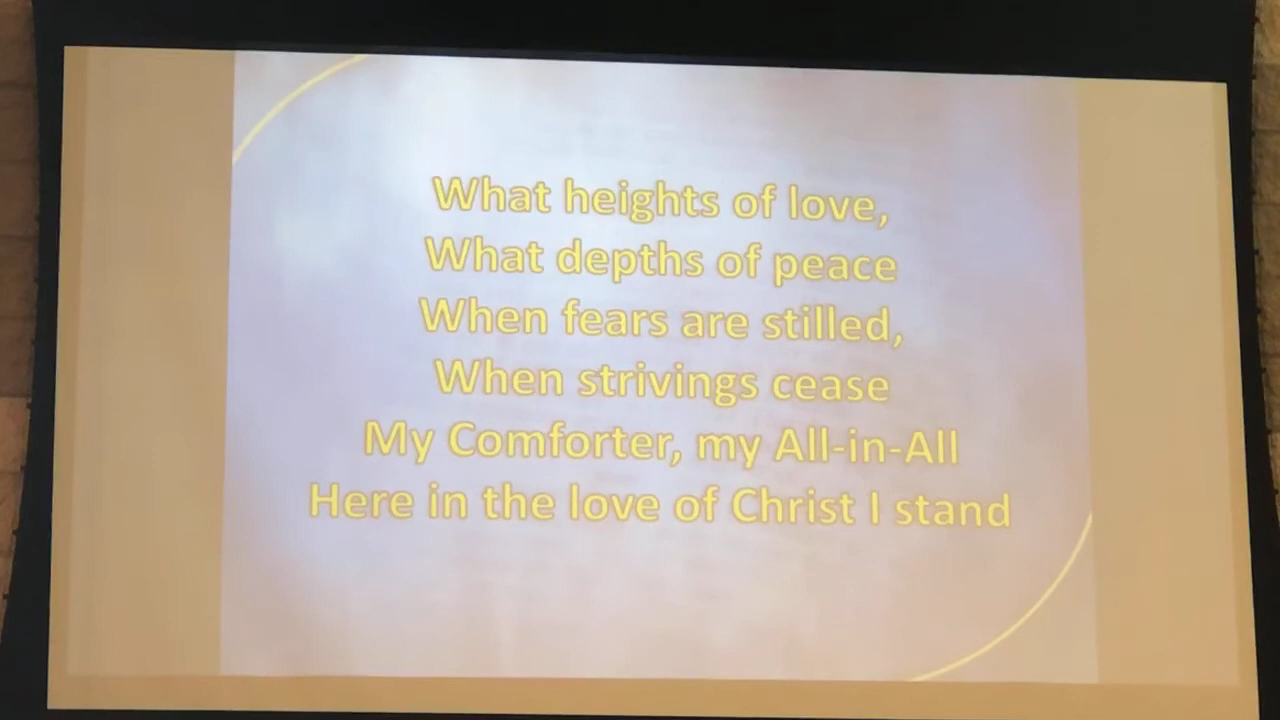 What heights of love,
What depths of peace
When fears are stilled,
When strivings cease
My Comforter, my All-in-All
Here in the love of Christ I stand